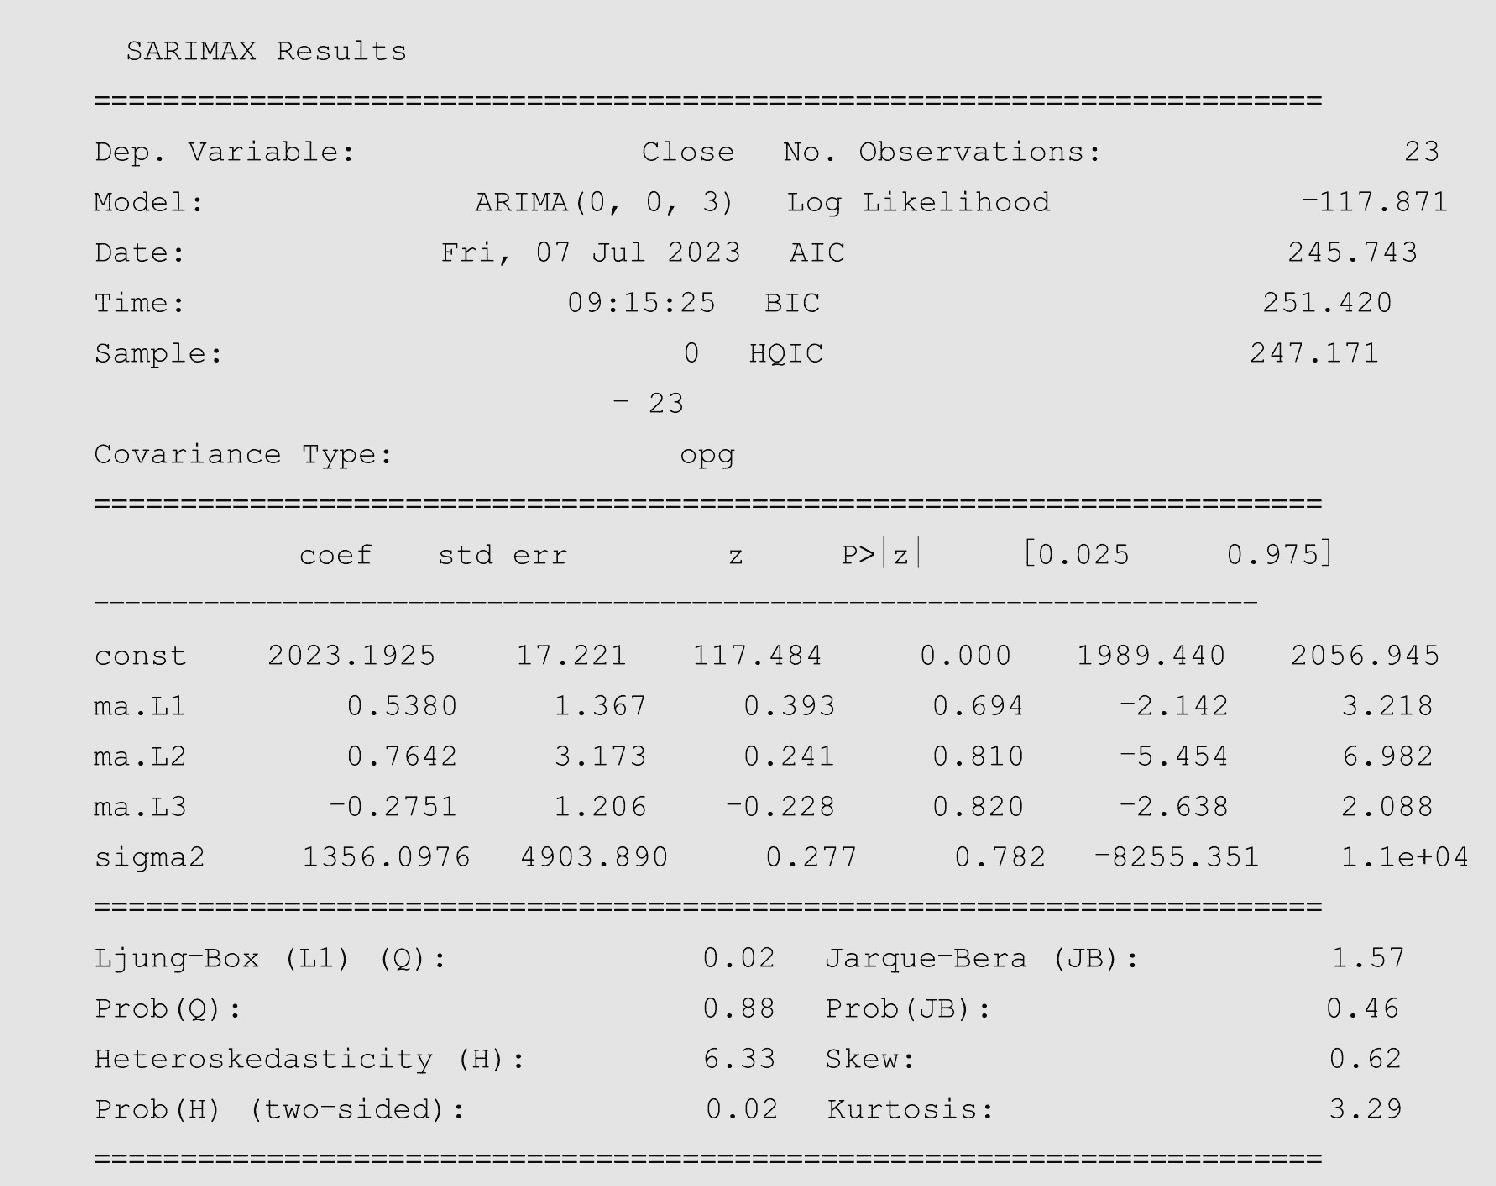 SARIMAX Results
==============================================================================
Dep. Variable: Close No. Observations: 23
Model: ARIMA(0, 0, 3) Log Likelihood -117.871
Date: Fri, 07 Jul 2023 AIC 245.743
Time: 09:15:25 BIC 251.420
Sample: 0 HQIC 247.171
- 23
Covariance Type: opg
==============================================================================
coef std err z P>|z| [0.025 0.975]
------------------------------------------------------------------------------
const 2023.1925 17.221 117.484 0.000 1989.440 2056.945
ma.L1 0.5380 1.367 0.393 0.694 -2.142 3.218
ma.L2 0.7642 3.173 0.241 0.810 -5.454 6.982
ma.L3 -0.2751 1.206 -0.228 0.820 -2.638 2.088
sigma2 1356.0976 4903.890 0.277 0.782 -8255.351 1.1e+04
==============================================================================
Ljung-Box (L1) (Q): 0.02 Jarque-Bera (JB): 1.57
Prob(Q): 0.88 Prob(JB): 0.46
Heteroskedasticity (H): 6.33 Skew: 0.62
Prob(H) (two-sided): 0.02 Kurtosis: 3.29
==============================================================================